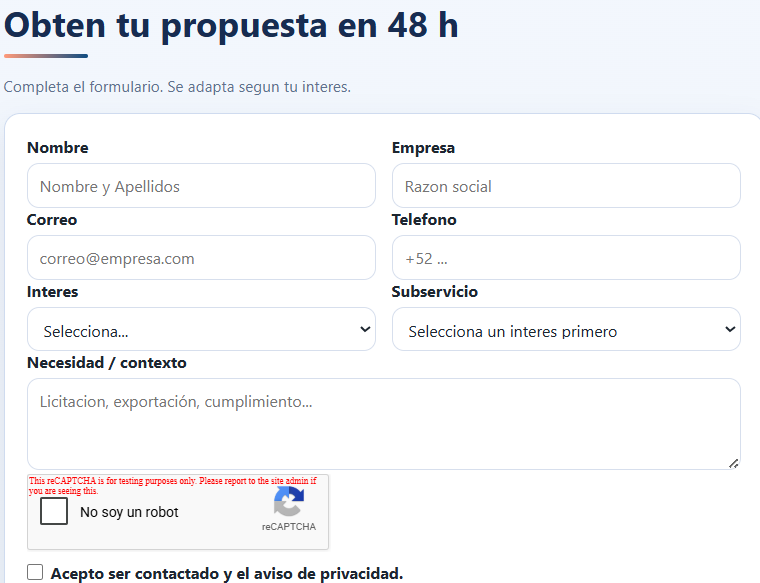 Obten tu propuesta en 48 h
Completa el formulario. Se adapta segun tu interes.
Nombre
Empresa
Nombre y Apellidos
Razon social
Correo
Telefono
correo@empresa.com
+52 ...
Interes
Subservicio
Selecciona...
Selecciona un interes primero
Necesidad / contexto
Licitacion, exportación, cumplimiento...
This reCAPTCHA is for testing purposes only. Please report to the site admin if
you are seeing this.
No soy un robot
reCAPTCHA
Acepto ser contactado y el aviso de privacidad.